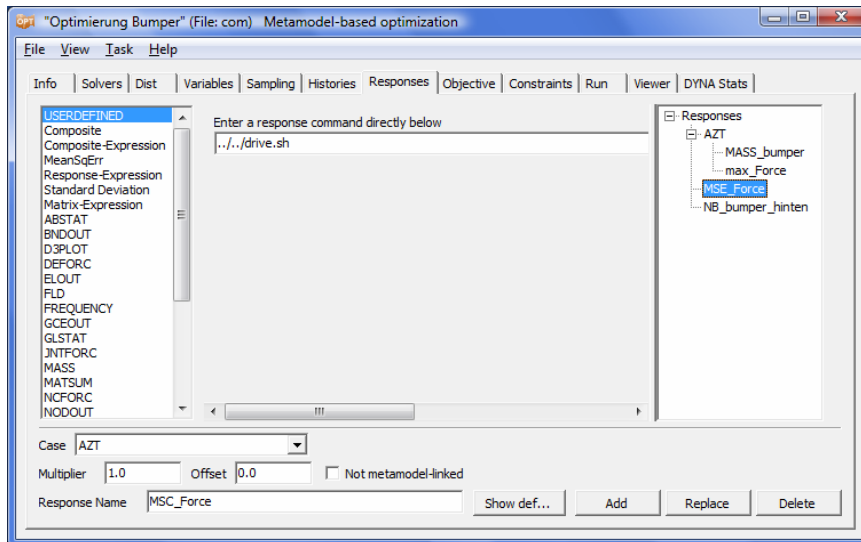 "Optimierung Bumper" (File: com) Metamodel-based optimization
File View Task Help
Info Solvers Dist Variables Sampling Histories Responses Objective Constraints Run Viewer DYNA Stats
USERDEFINED
Composite
Composite-Expression
MeanSqErr
Response-Expression
Standard Deviation
Matrix-Expression
ABSTAT
BNDOUT
D3PLOT
DEFORC
ELOUT
FLD
FREQUENCY
GCEOUT
GLSTAT
JNTFORC
MASS
MATSUM
NCFORC
NODOUT
Enter a response command directly below
../../drive.sh
Responses
AZT
MASS_bumper
max_Force
MSE_Force
NB_bumper_hinten
Case AZT
Multiplier 1.0 Offset 0.0 Not metamodel-linked
Response Name MSC_Force Show def... Add Replace Delete